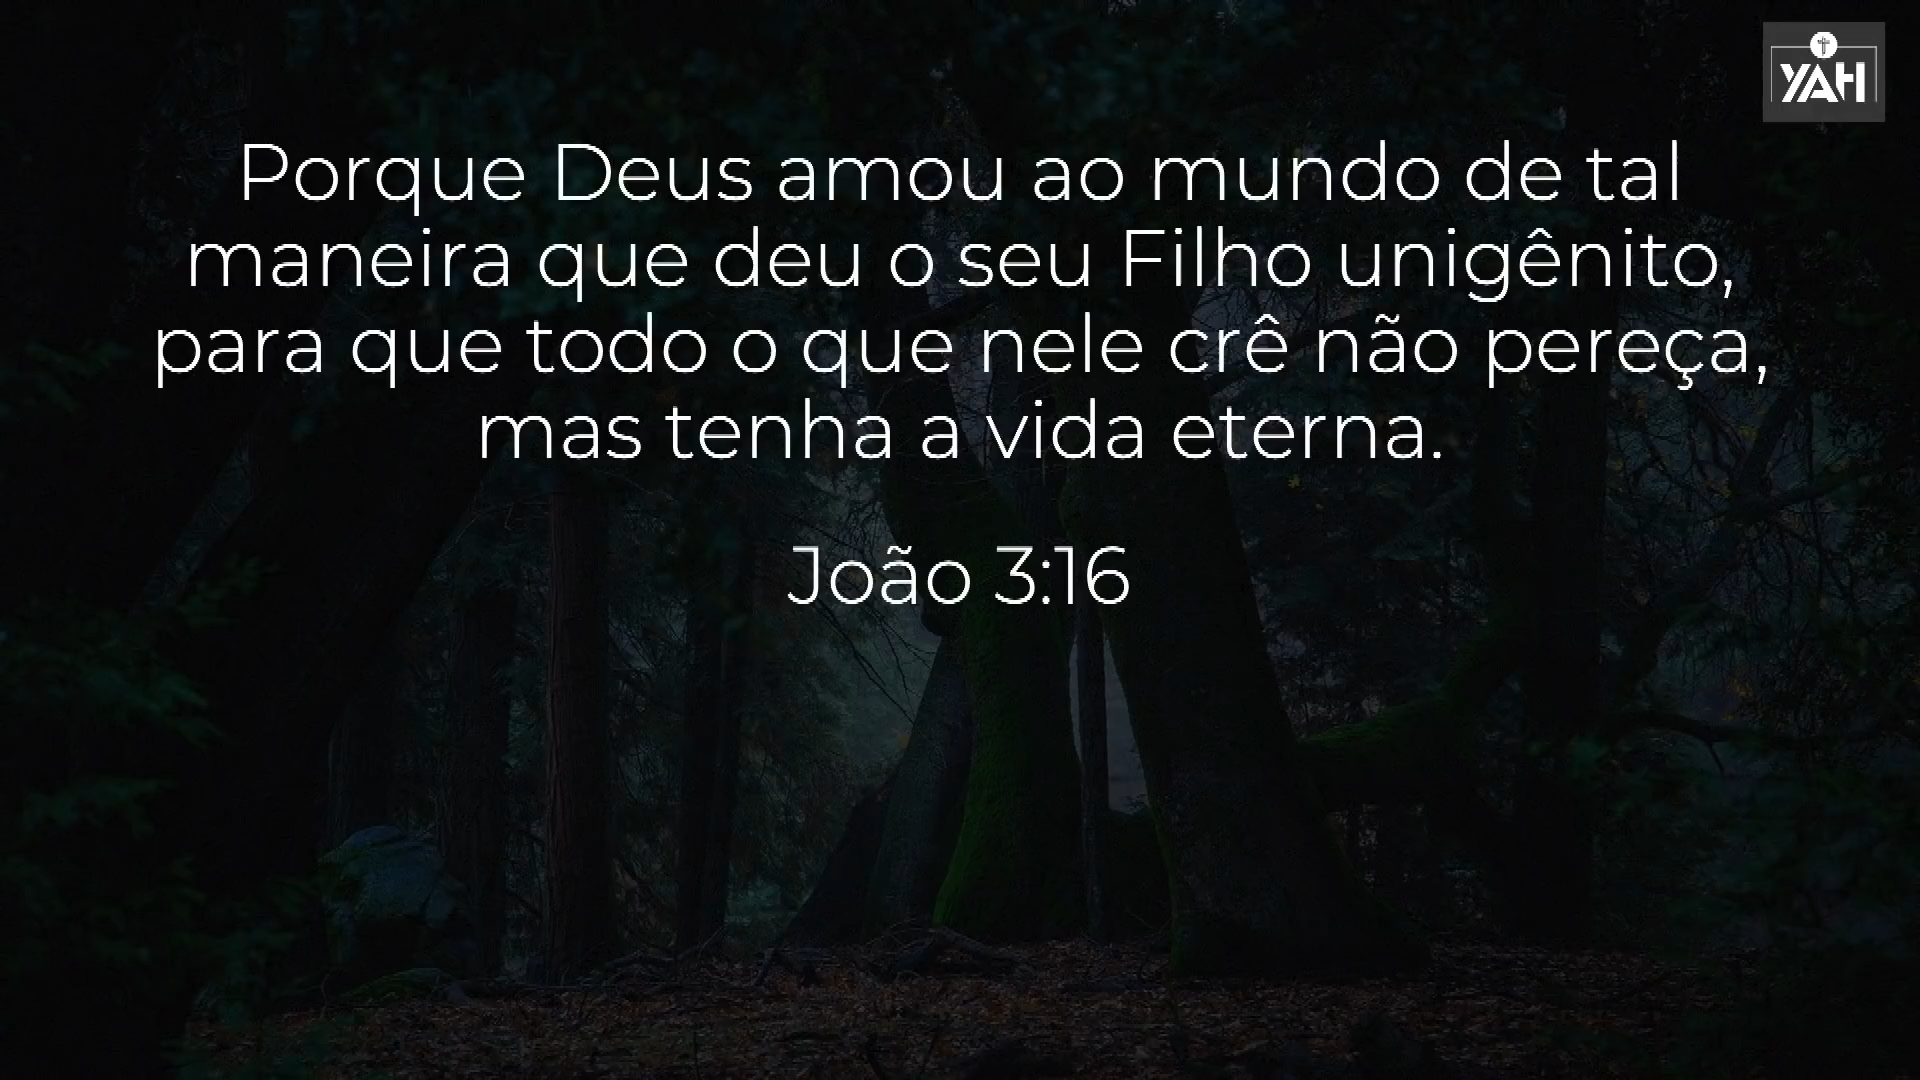 YAH
Porque Deus amou ao mundo de tal
maneira que deu o seu Filho unigênito,
para que todo o que nele crê não pereça,
mas tenha a vida eterna.
João 3:16